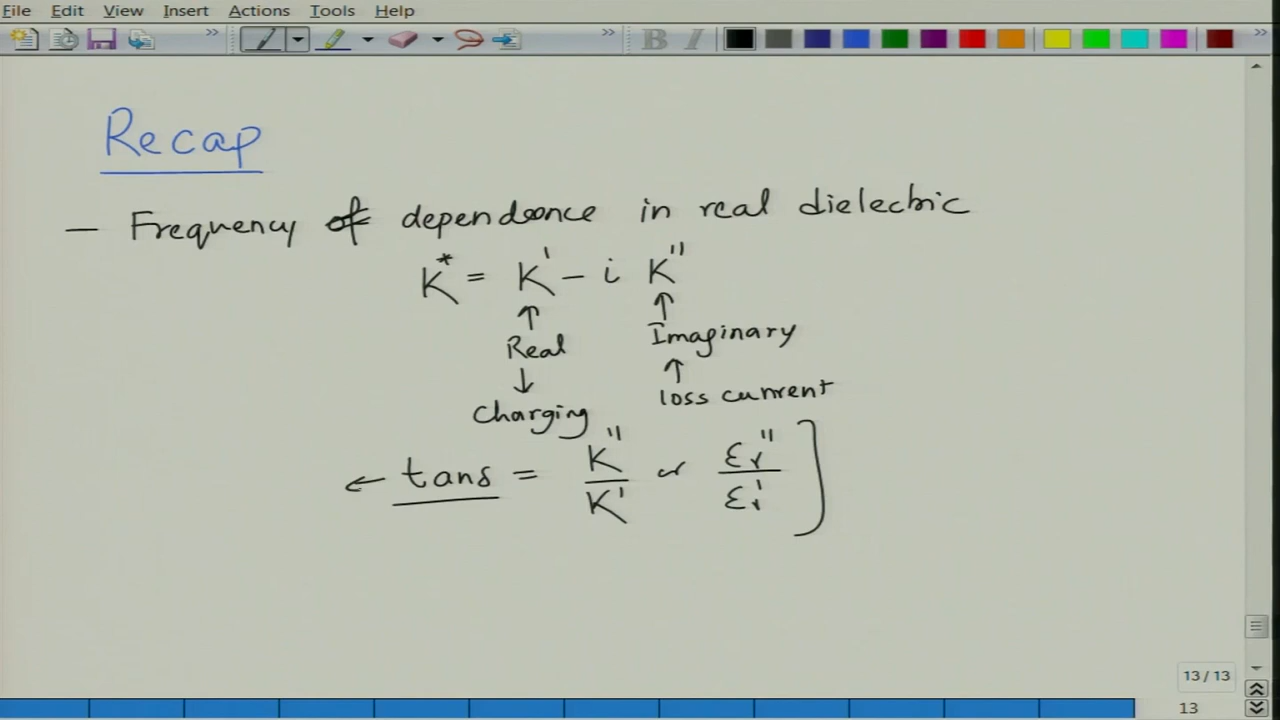 File Edit View Insert Actions Tools Help
B I
Recap
— Frequency of dependence in real dielectric
K* = K' - i K"
↑ ↑
Real Imaginary
↓ ↑
Charging loss current
← tanδ = K"/K' or εr"/εr' ]
13 / 13
13